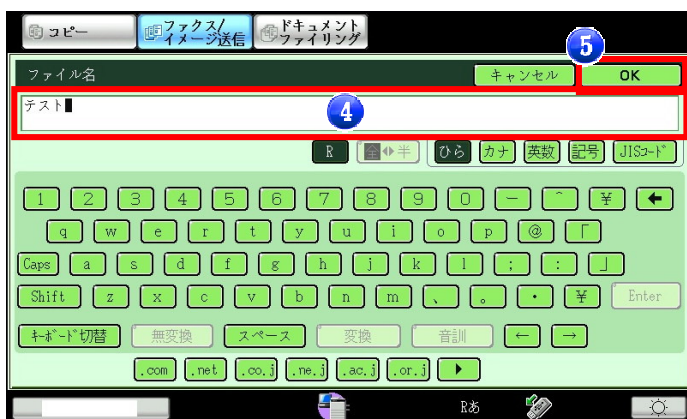 コピー ファクス/イメージ送信 ドキュメントファイリング
5
ファイル名 キャンセル OK
テスト
4
R 全 半 ひら カナ 英数 記号 JISコード
1 2 3 4 5 6 7 8 9 0 − ^ ¥ ←
q w e r t y u i o p @ 「
Caps a s d f g h j k l ; : 」
Shift z x c v b n m 、 。 ・ ¥ Enter
キーボード切替 無変換 スペース 変換 音訓 ← →
.com .net .co.j .ne.j .ac.j .or.j
Rあ